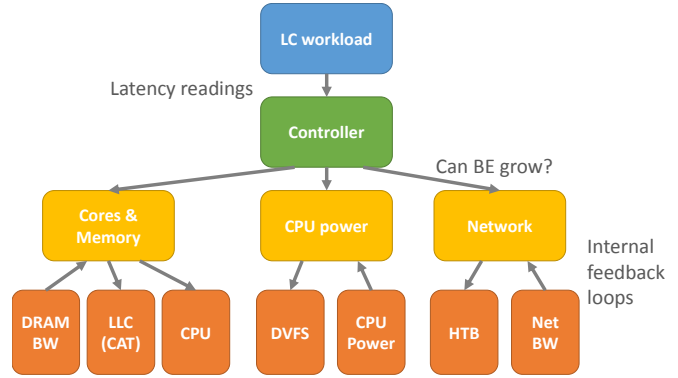 LC workload
Latency readings
Controller
Can BE grow?
Cores &
Memory
CPU power
Network
Internal
feedback
loops
DRAM
BW
LLC
(CAT)
CPU
DVFS
CPU
Power
HTB
Net
BW